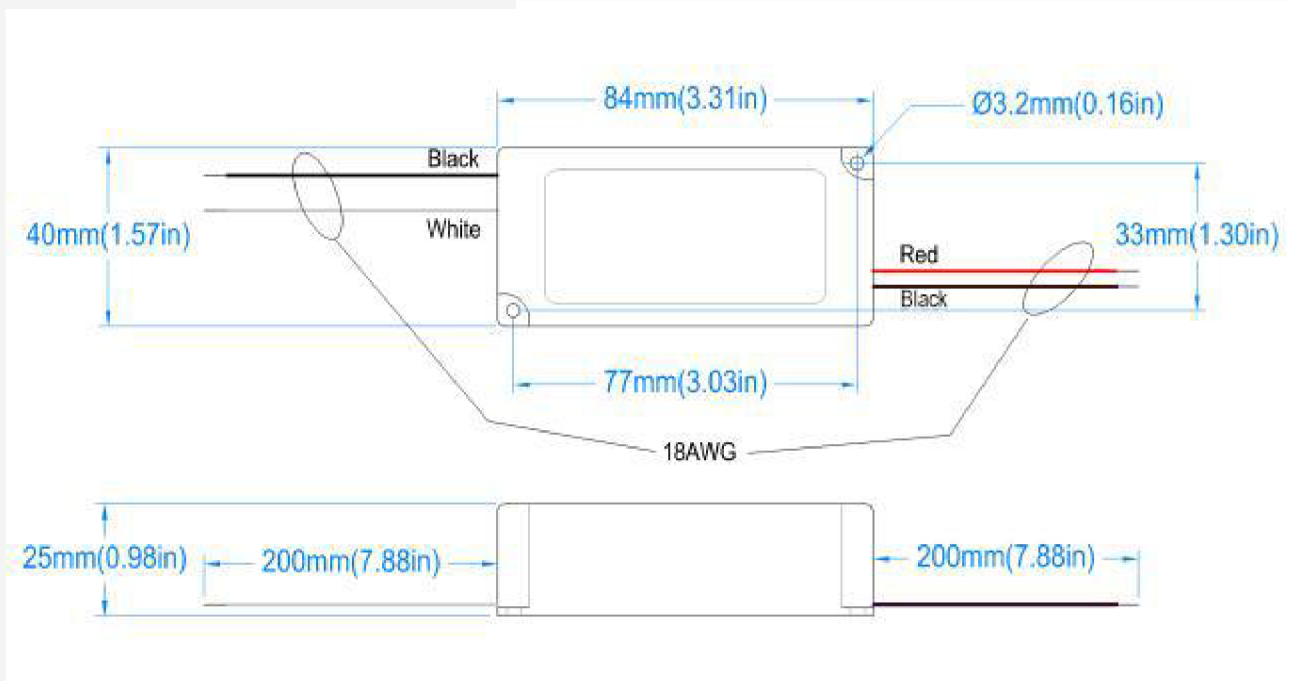 84mm(3.31in)
Ø3.2mm(0.16in)
Black
White
40mm(1.57in)
33mm(1.30in)
Red
Black
77mm(3.03in)
18AWG
25mm(0.98in)
200mm(7.88in)
200mm(7.88in)